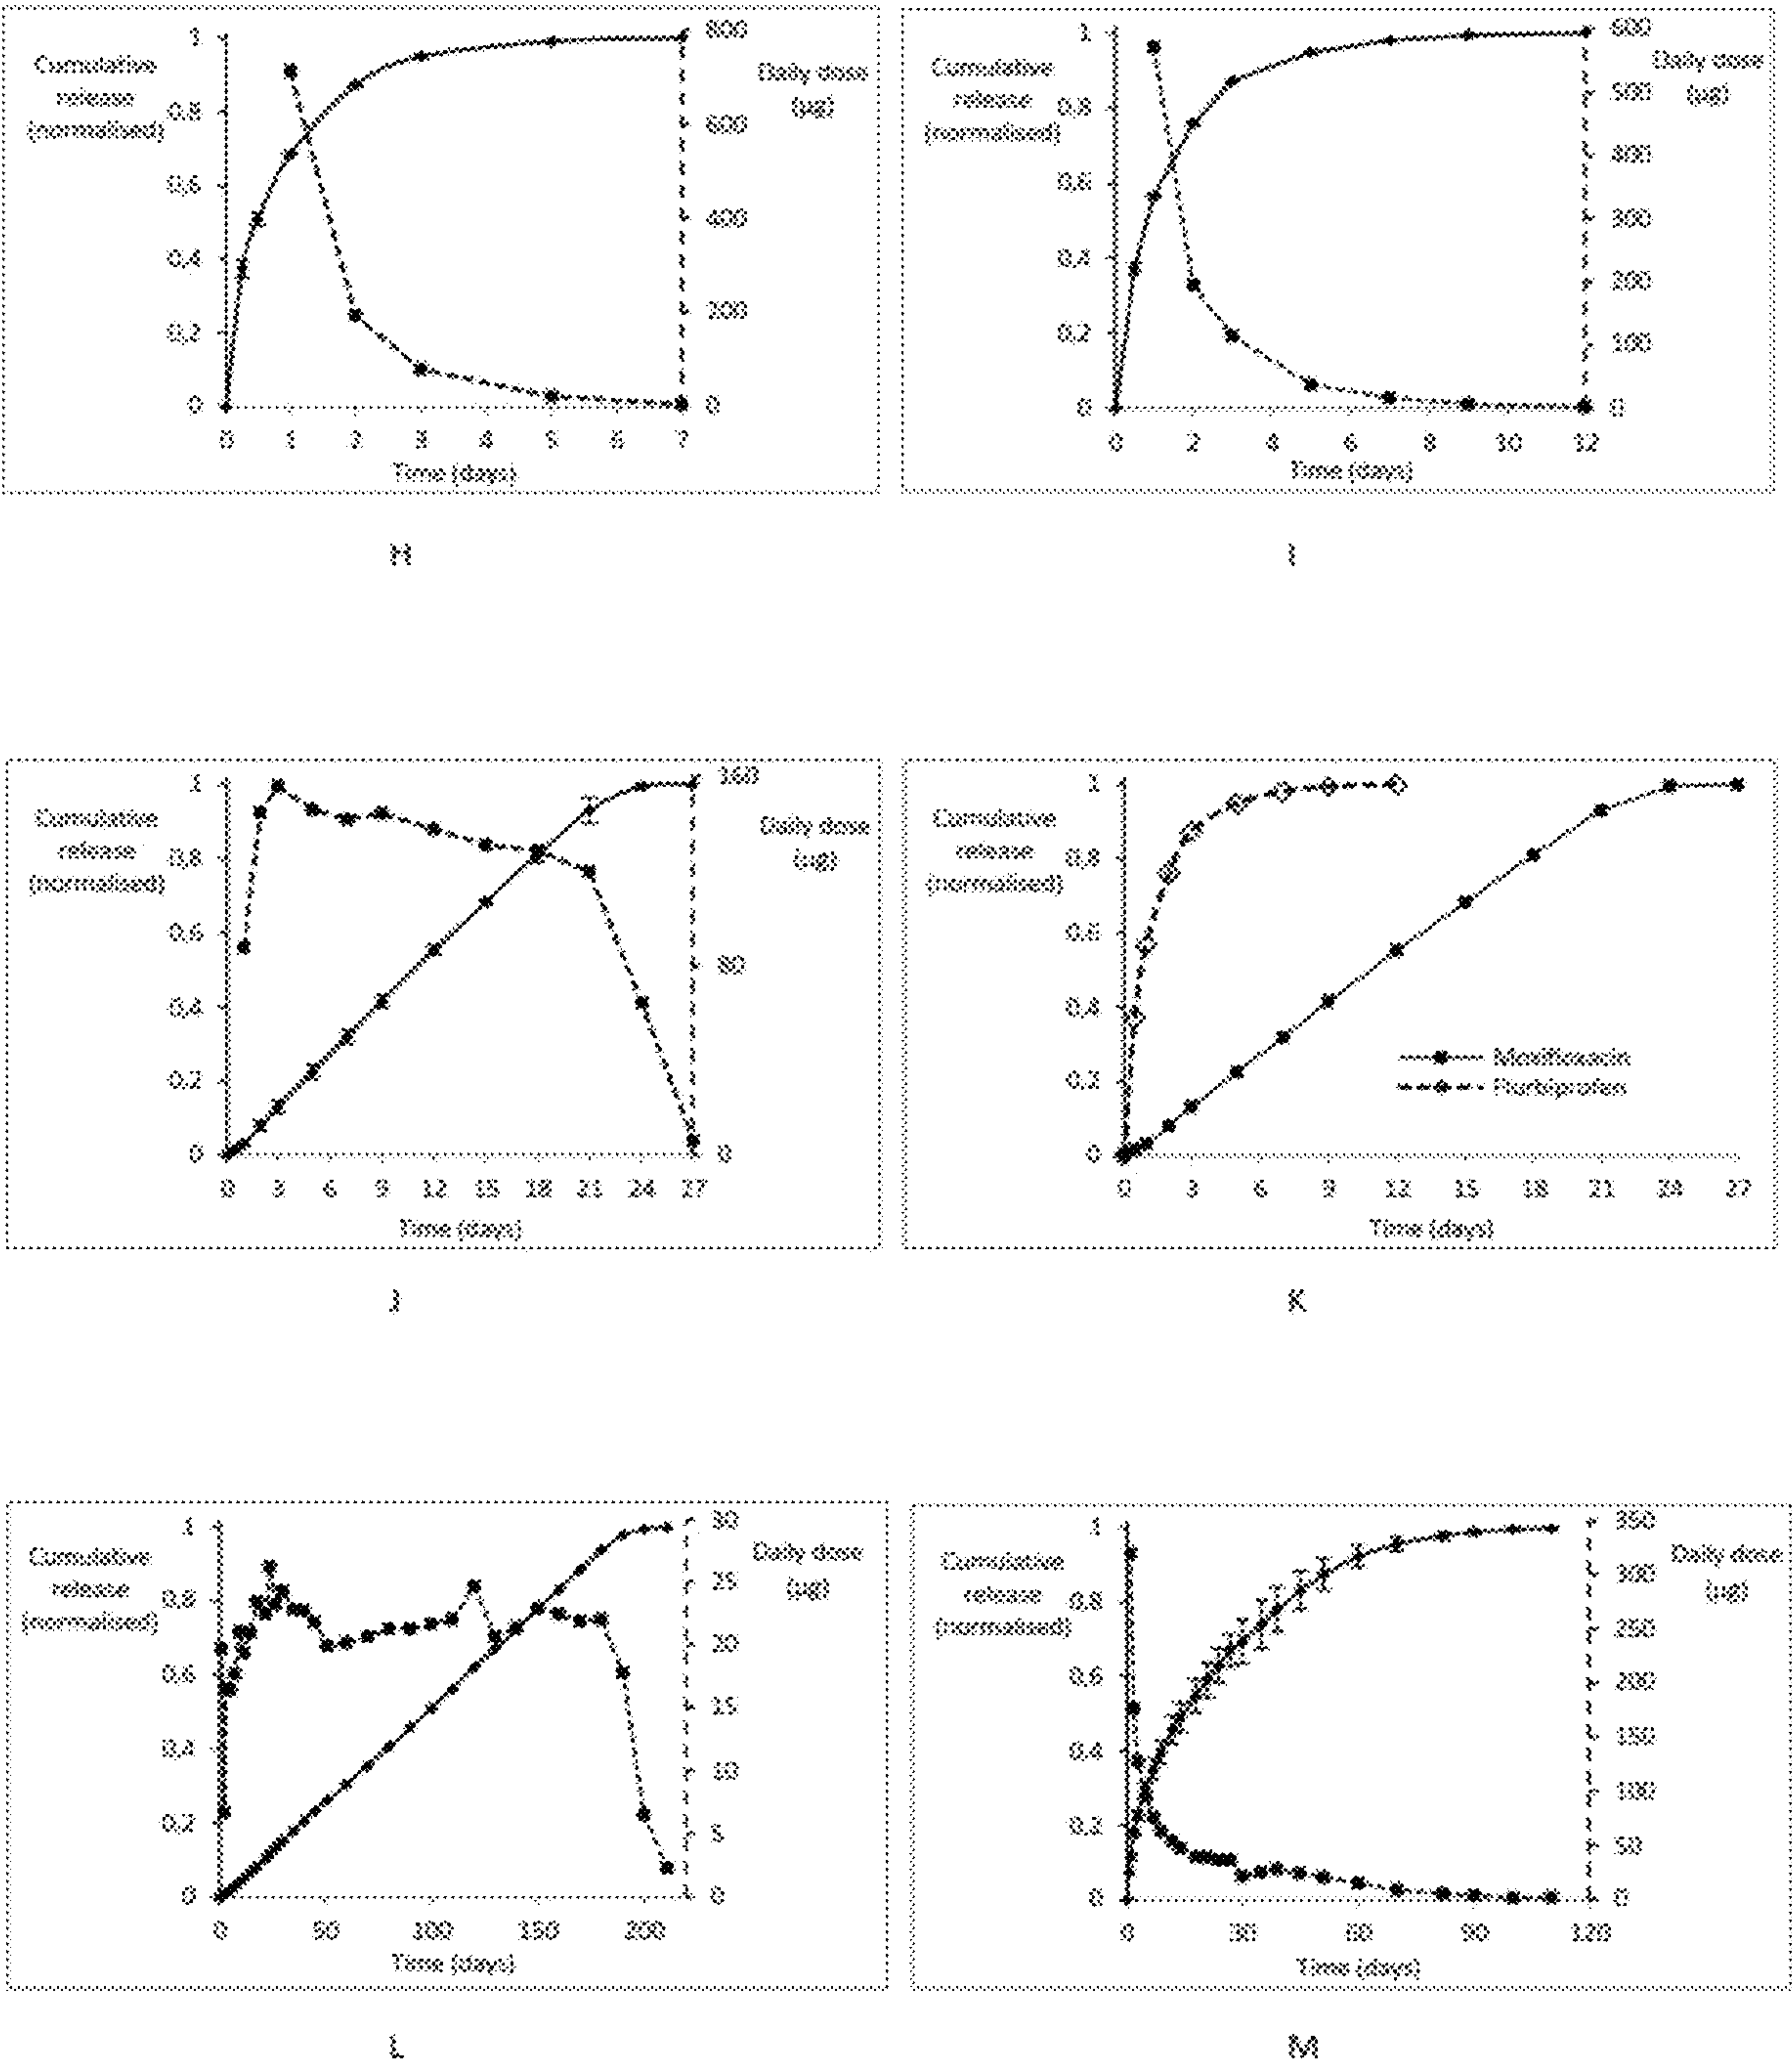 Cumulative
release
(normalised)
Daily dose
(µg)
1
0.8
0.6
0.4
0.2
0
800
600
400
200
0
0 1 2 3 4 5 6 7
Time (days)
H
Cumulative
release
(normalised)
Daily dose
(µg)
1
0.8
0.6
0.4
0.2
0
600
500
400
300
200
100
0
0 2 4 6 8 10 12
Time (days)
I
Cumulative
release
(normalised)
Daily dose
(µg)
1
0.8
0.6
0.4
0.2
0
160
80
0
0 3 6 9 12 15 18 21 24 27
Time (days)
J
Cumulative
release
(normalised)
1
0.8
0.6
0.4
0.2
0
Moxifloxacin
Flurbiprofen
0 3 6 9 12 15 18 21 24 27
Time (days)
K
Cumulative
release
(normalised)
Daily dose
(µg)
1
0.8
0.6
0.4
0.2
0
30
25
20
15
10
5
0
0 50 100 150 200
Time (days)
L
Cumulative
release
(normalised)
Daily dose
(µg)
1
0.8
0.6
0.4
0.2
0
350
300
250
200
150
100
50
0
0 30 60 90 120
Time (days)
M